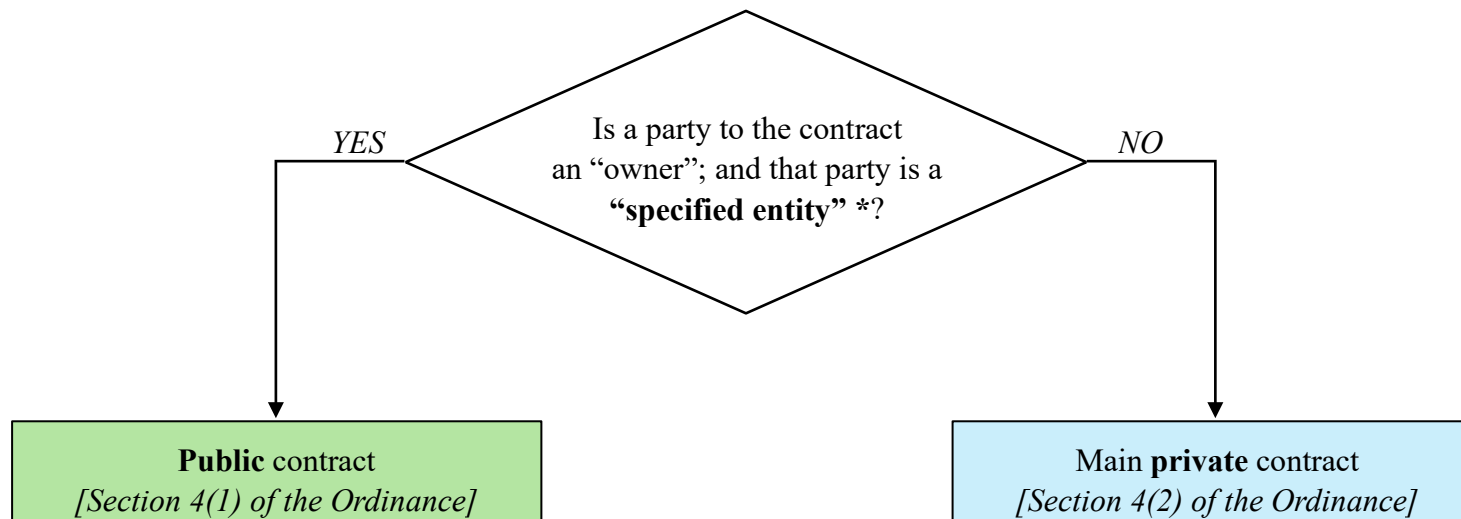 Is a party to the contract
an “owner”; and that party is a
“specified entity” *?
YES
NO
Public contract
[Section 4(1) of the Ordinance]
Main private contract
[Section 4(2) of the Ordinance]